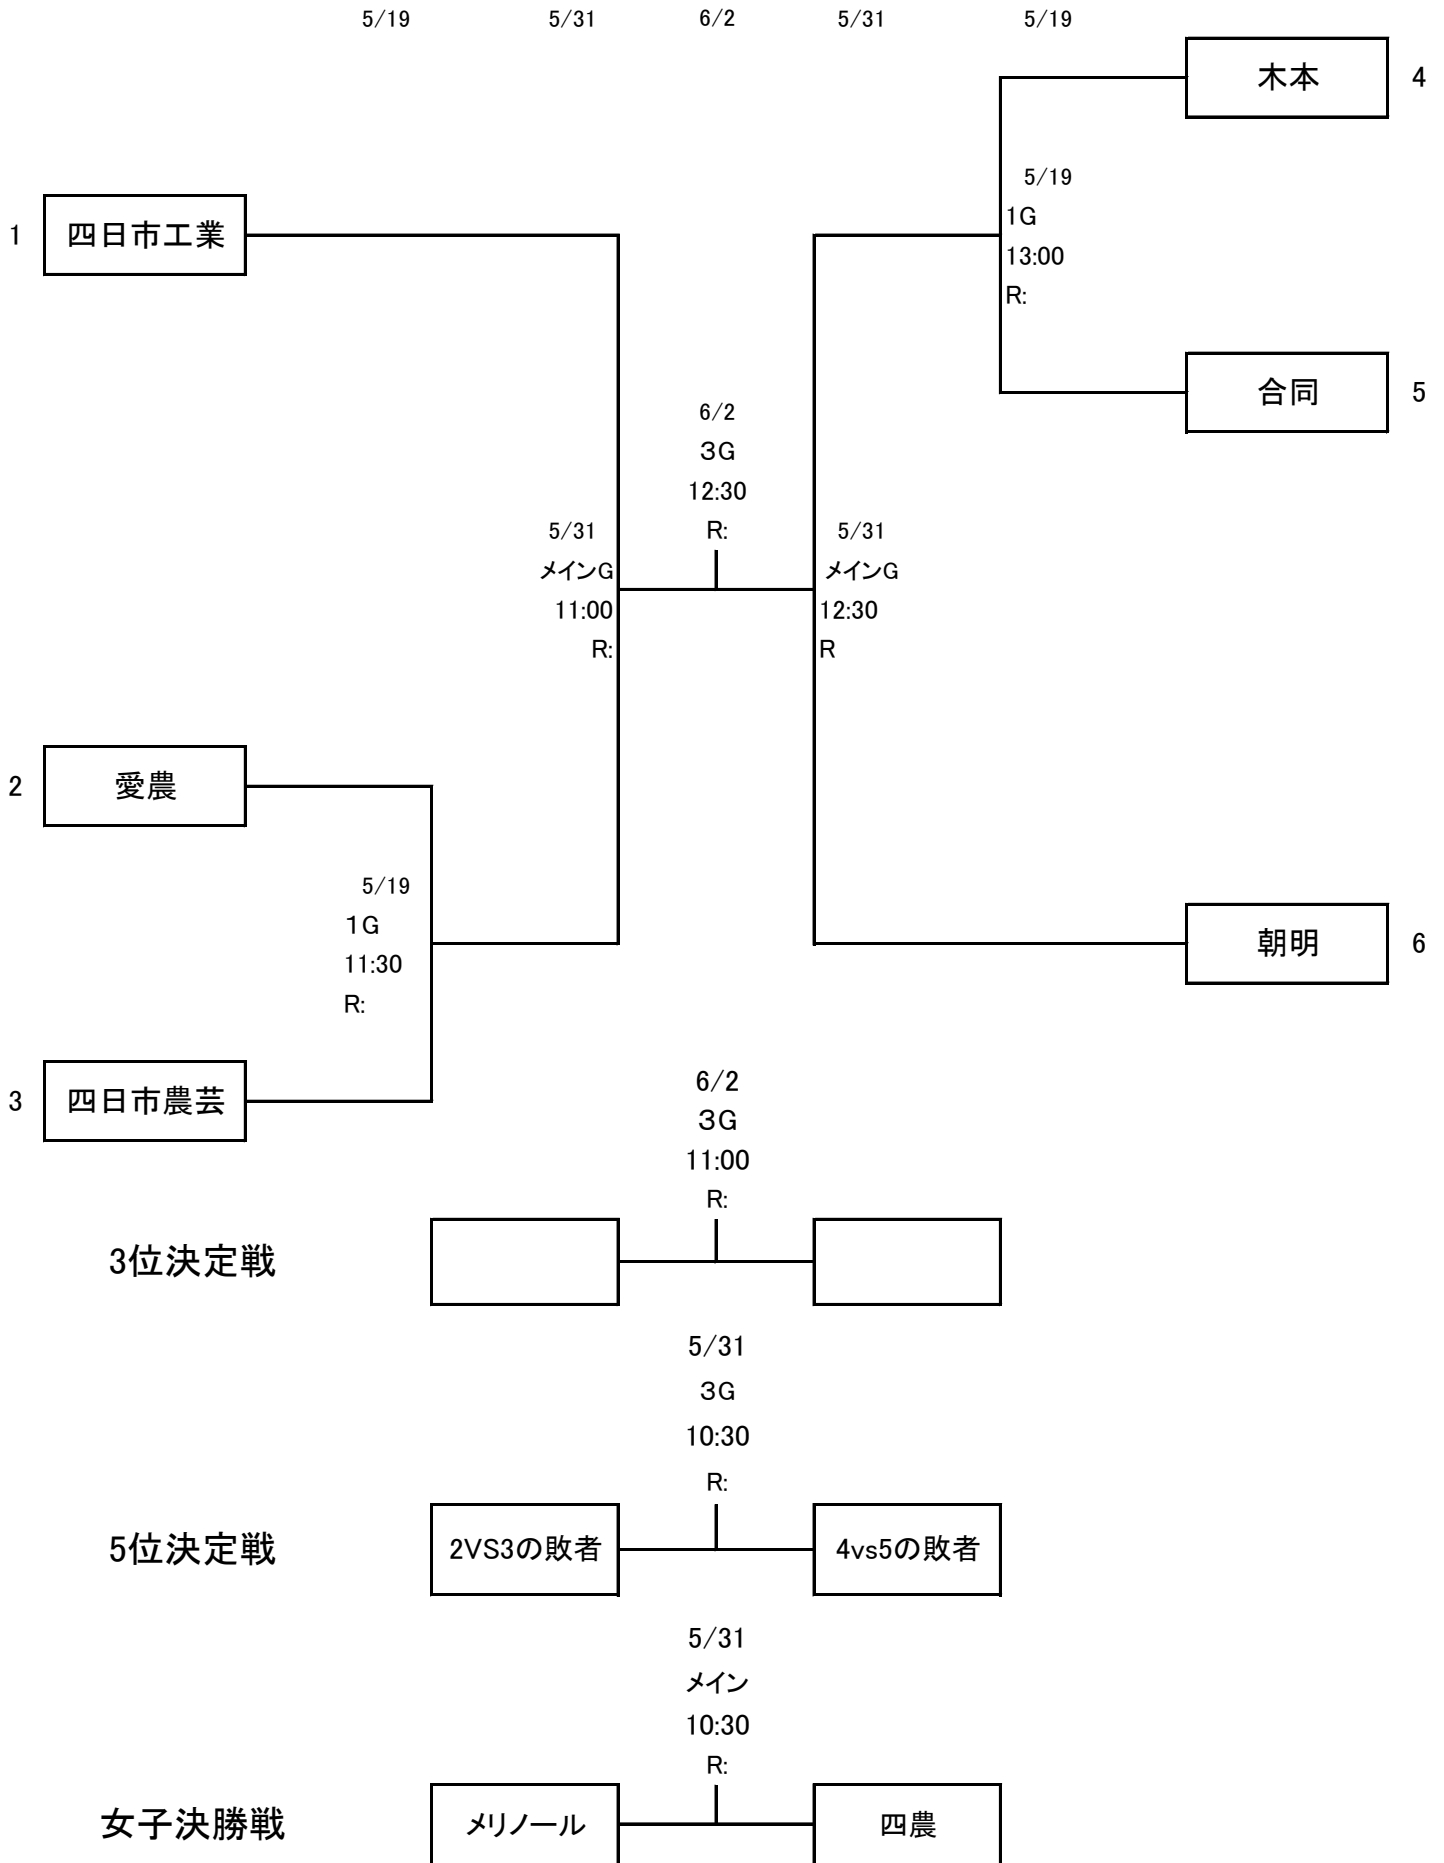 5/19 5/31 6/2 5/31 5/19
木本 4
5/19
1G
13:00
R:
1 四日市工業
合同 5
6/2
３G
12:30
R:
5/31
メインG
11:00
R:
5/31
メインG
12:30
R
2 愛農
5/19
１G
11:30
R:
朝明 6
3 四日市農芸
6/2
３G
11:00
R:
3位決定戦
5/31
３G
10:30
R:
5位決定戦 2VS3の敗者 4vs5の敗者
5/31
メイン
10:30
R:
女子決勝戦 メリノール 四農